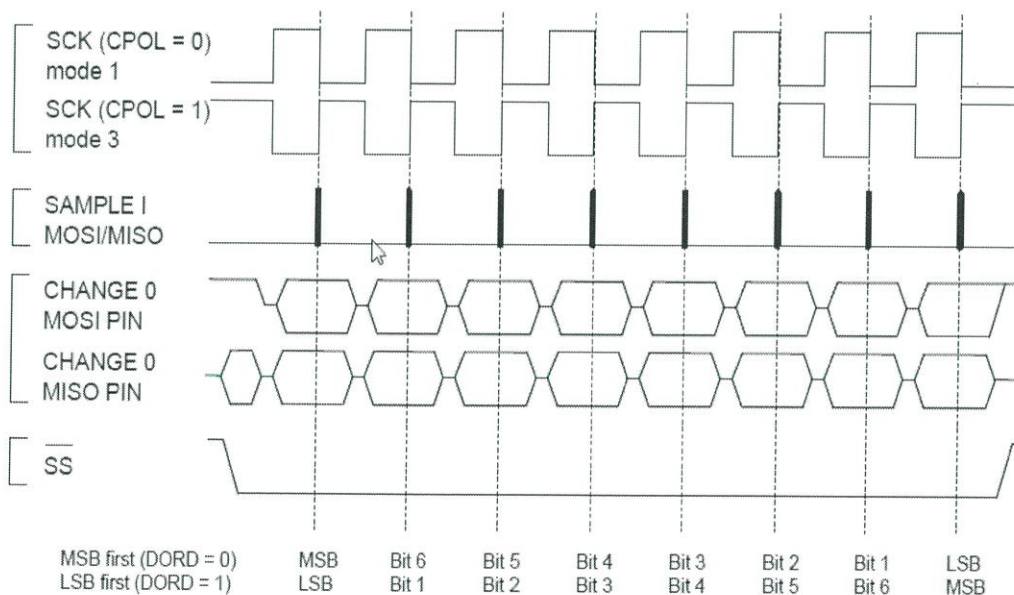 SCK (CPOL = 0)
mode 1
SCK (CPOL = 1)
mode 3
SAMPLE I
MOSI/MISO
CHANGE 0
MOSI PIN
CHANGE 0
MISO PIN
SS
MSB first (DORD = 0) MSB Bit 6 Bit 5 Bit 4 Bit 3 Bit 2 Bit 1 LSB
LSB first (DORD = 1) LSB Bit 1 Bit 2 Bit 3 Bit 4 Bit 5 Bit 6 MSB